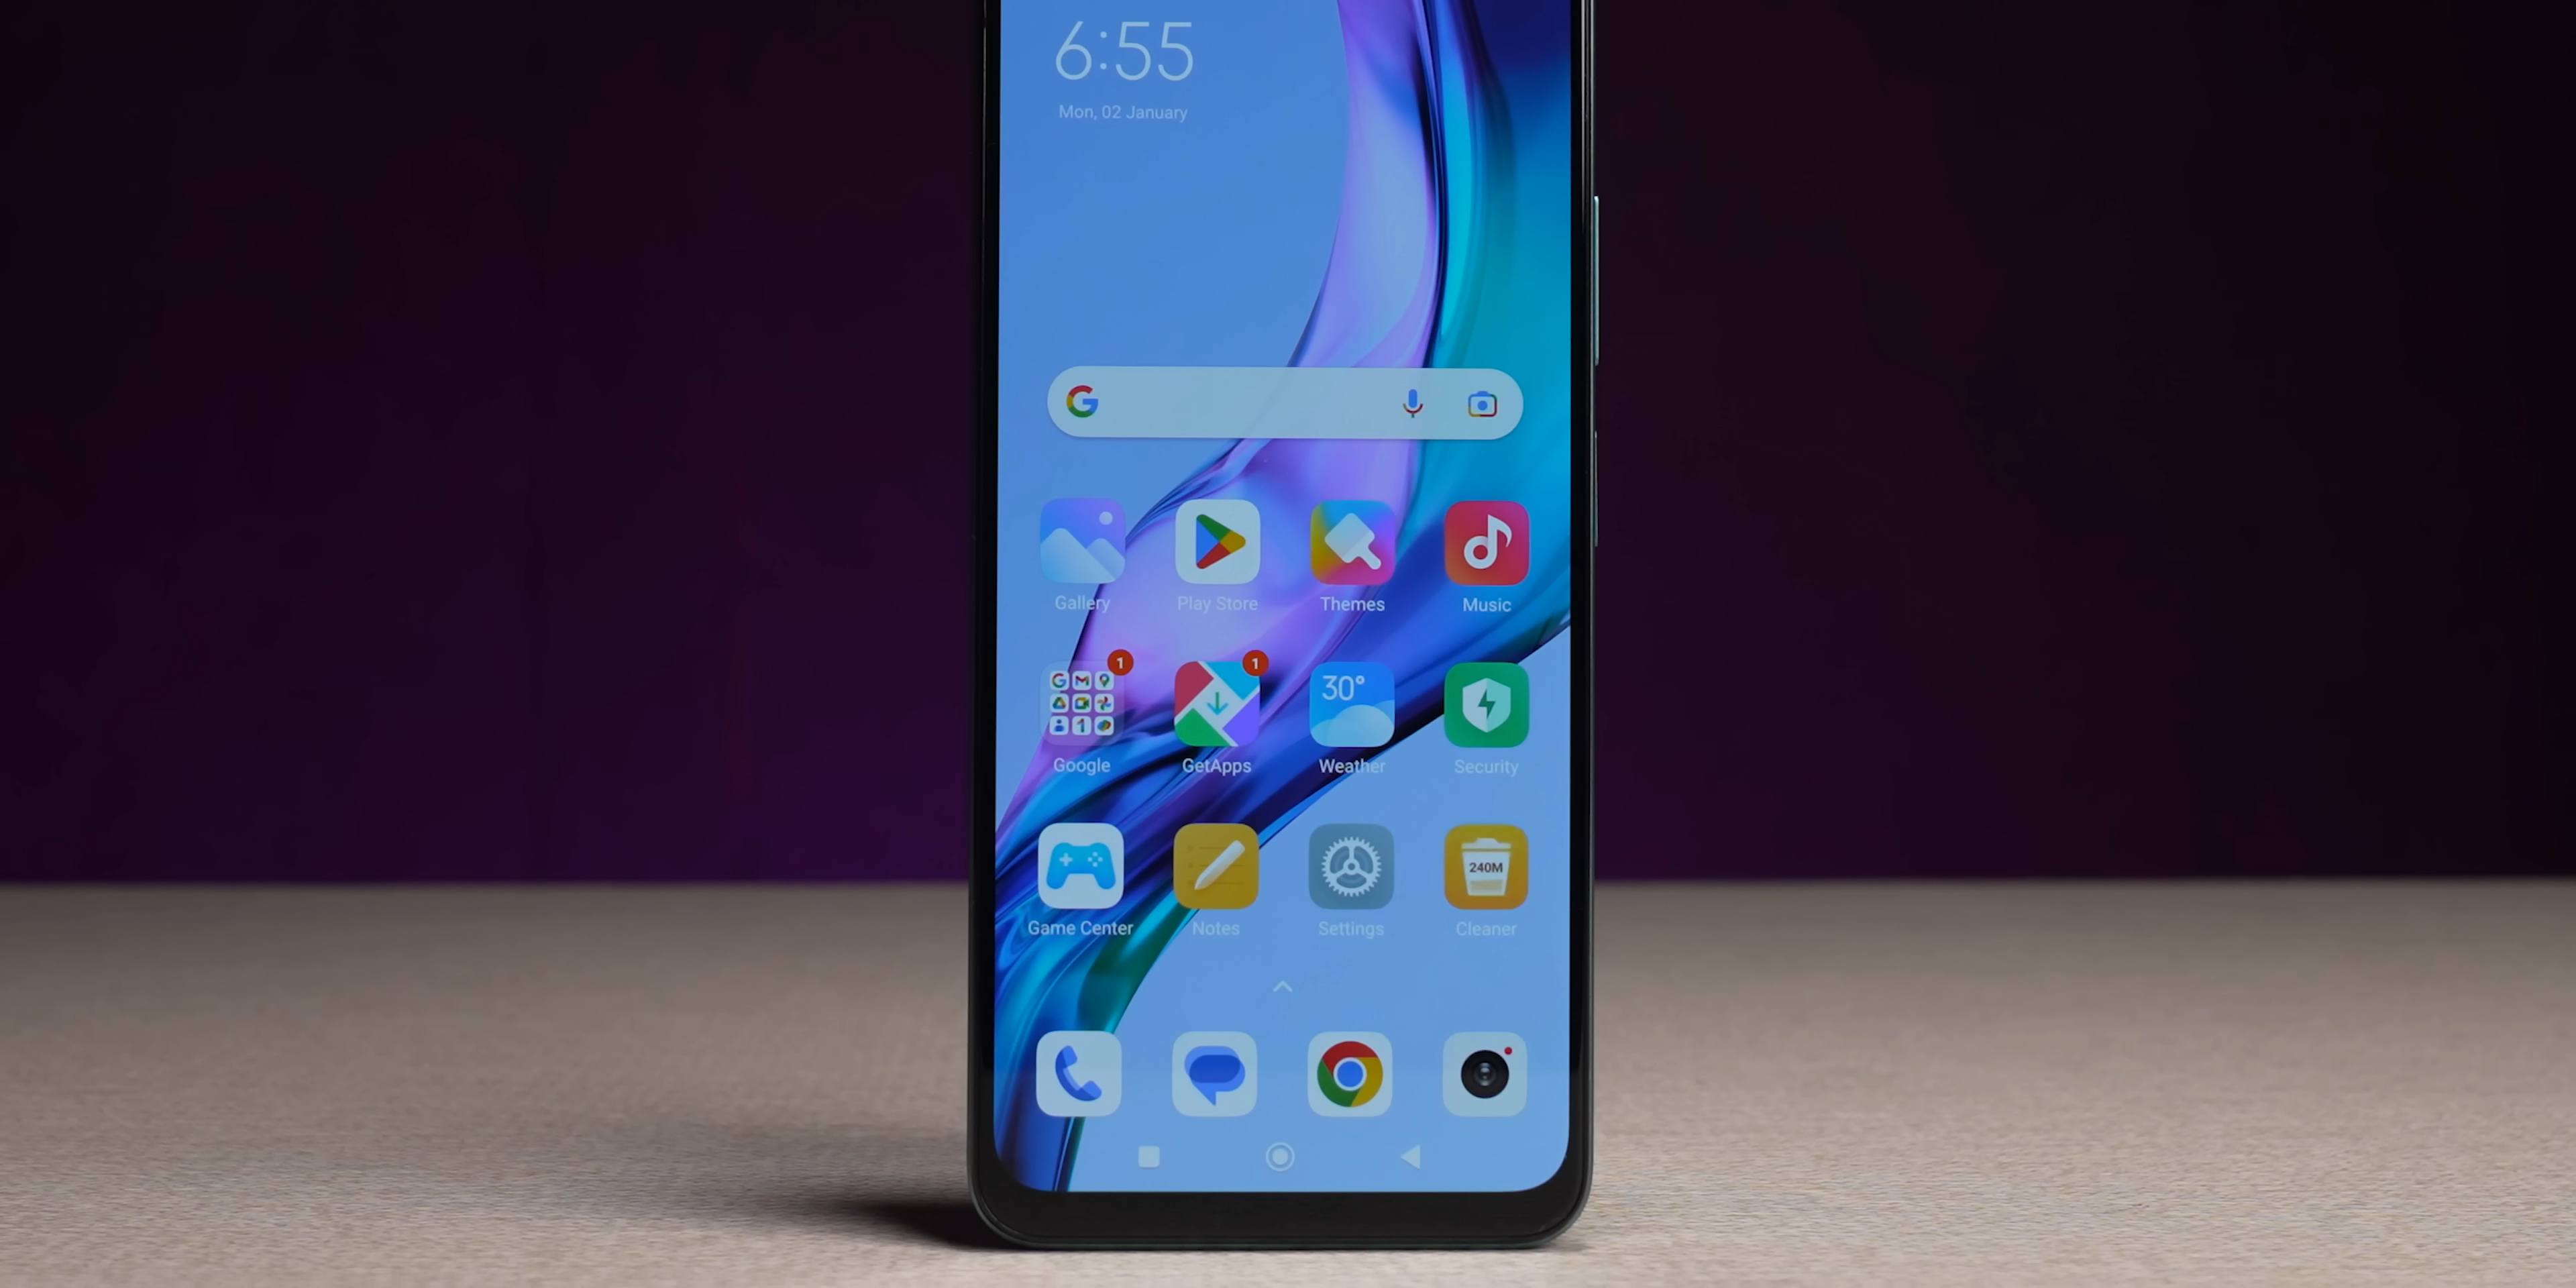 6:55
Mon, 02 January
G
Gallery Play Store Themes Music
1 1
30°
Google GetApps Weather Security
240M
Game Center Notes Settings Cleaner